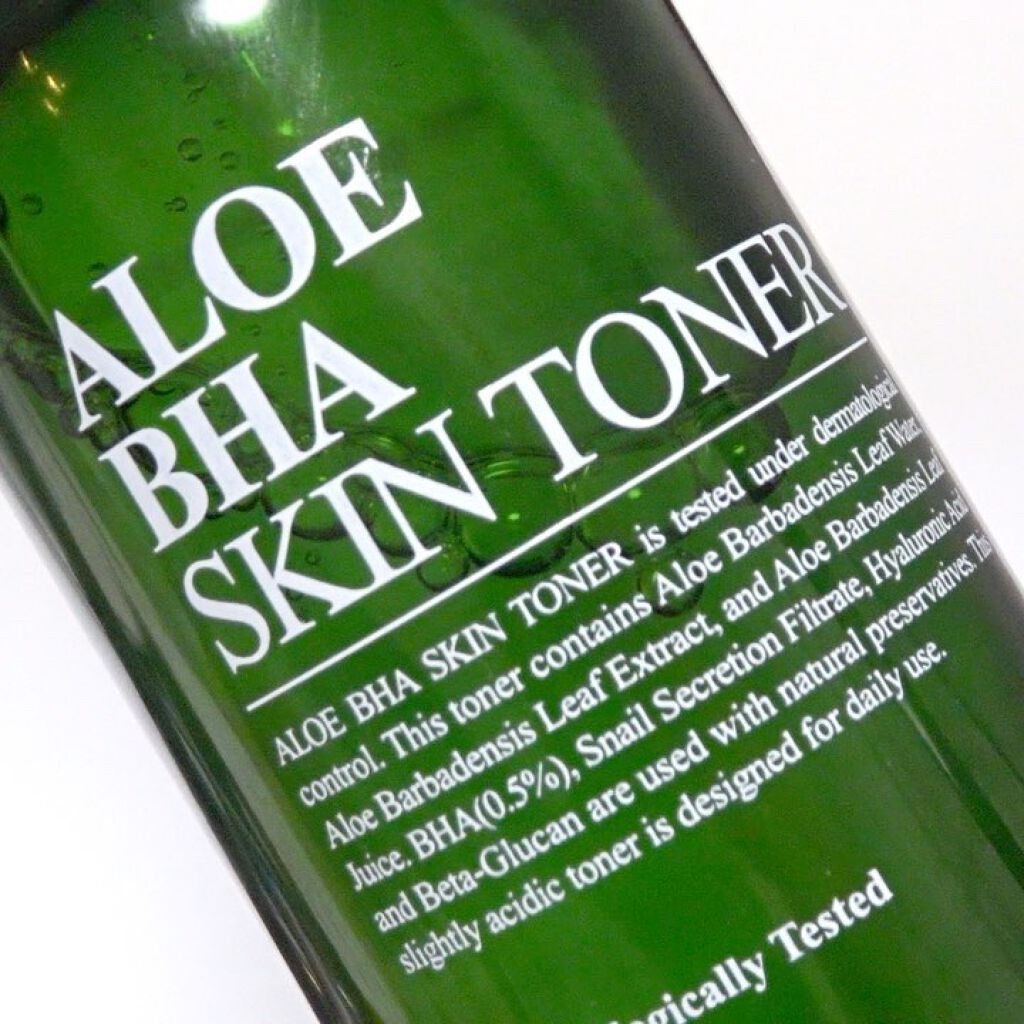 ALOE
BHA
SKIN TONER
ALOE BHA SKIN TONER is tested under dermatological
control. This toner contains Aloe Barbadensis Leaf Water,
Aloe Barbadensis Leaf Extract, and Aloe Barbadensis Leaf
Juice. BHA(0.5%), Snail Secretion Filtrate, Hyaluronic Acid
and Beta-Glucan are used with natural preservatives. This
slightly acidic toner is designed for daily use.
Tested